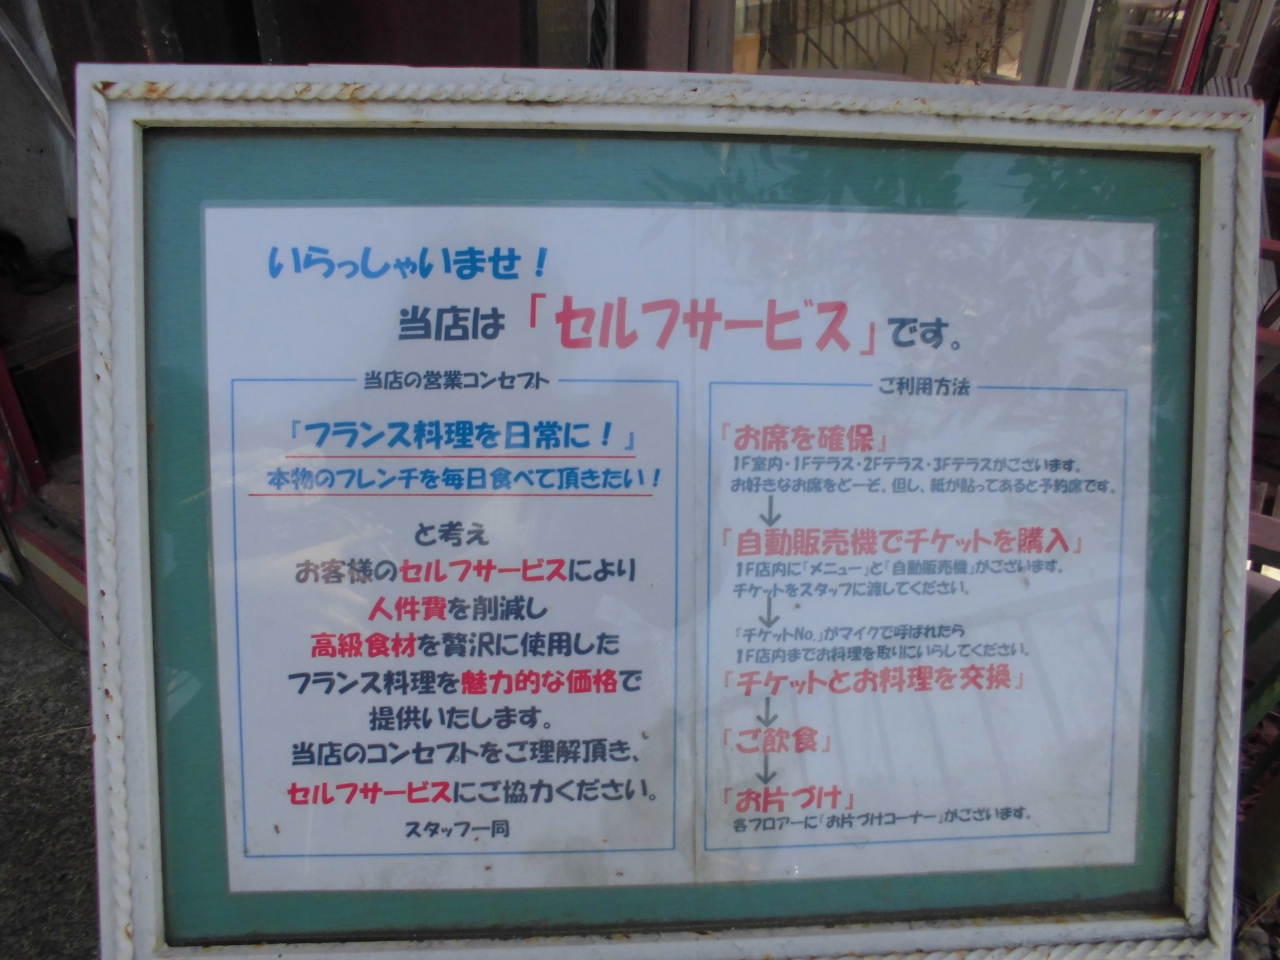 いらっしゃいませ！
当店は「セルフサービス」です。
当店の営業コンセプト
『フランス料理を日常に！』
本物のフレンチを毎日食べて頂きたい！
と考え
お客様のセルフサービスにより
人件費を削減し
高級食材を贅沢に使用した
フランス料理を魅力的な価格で
提供いたします。
当店のコンセプトをご理解頂き、
セルフサービスにご協力ください。
スタッフ一同
ご利用方法
『お席を確保』
1F室内・1Fテラス・2Fテラス・3Fテラスがございます。
お好きなお席をどーぞ。但し、紙が貼ってあると予約席です。
↓
『自動販売機でチケットを購入』
1F店内に「メニュー」と「自動販売機」がございます。
チケットをスタッフに渡してください。
↓
「チケットNo.」がマイクで呼ばれたら
1F店内までお料理を取りにいらしてください。
『チケットとお料理を交換』
↓
『ご飲食』
↓
『お片づけ』
各フロアーに「お片づけコーナー」がございます。